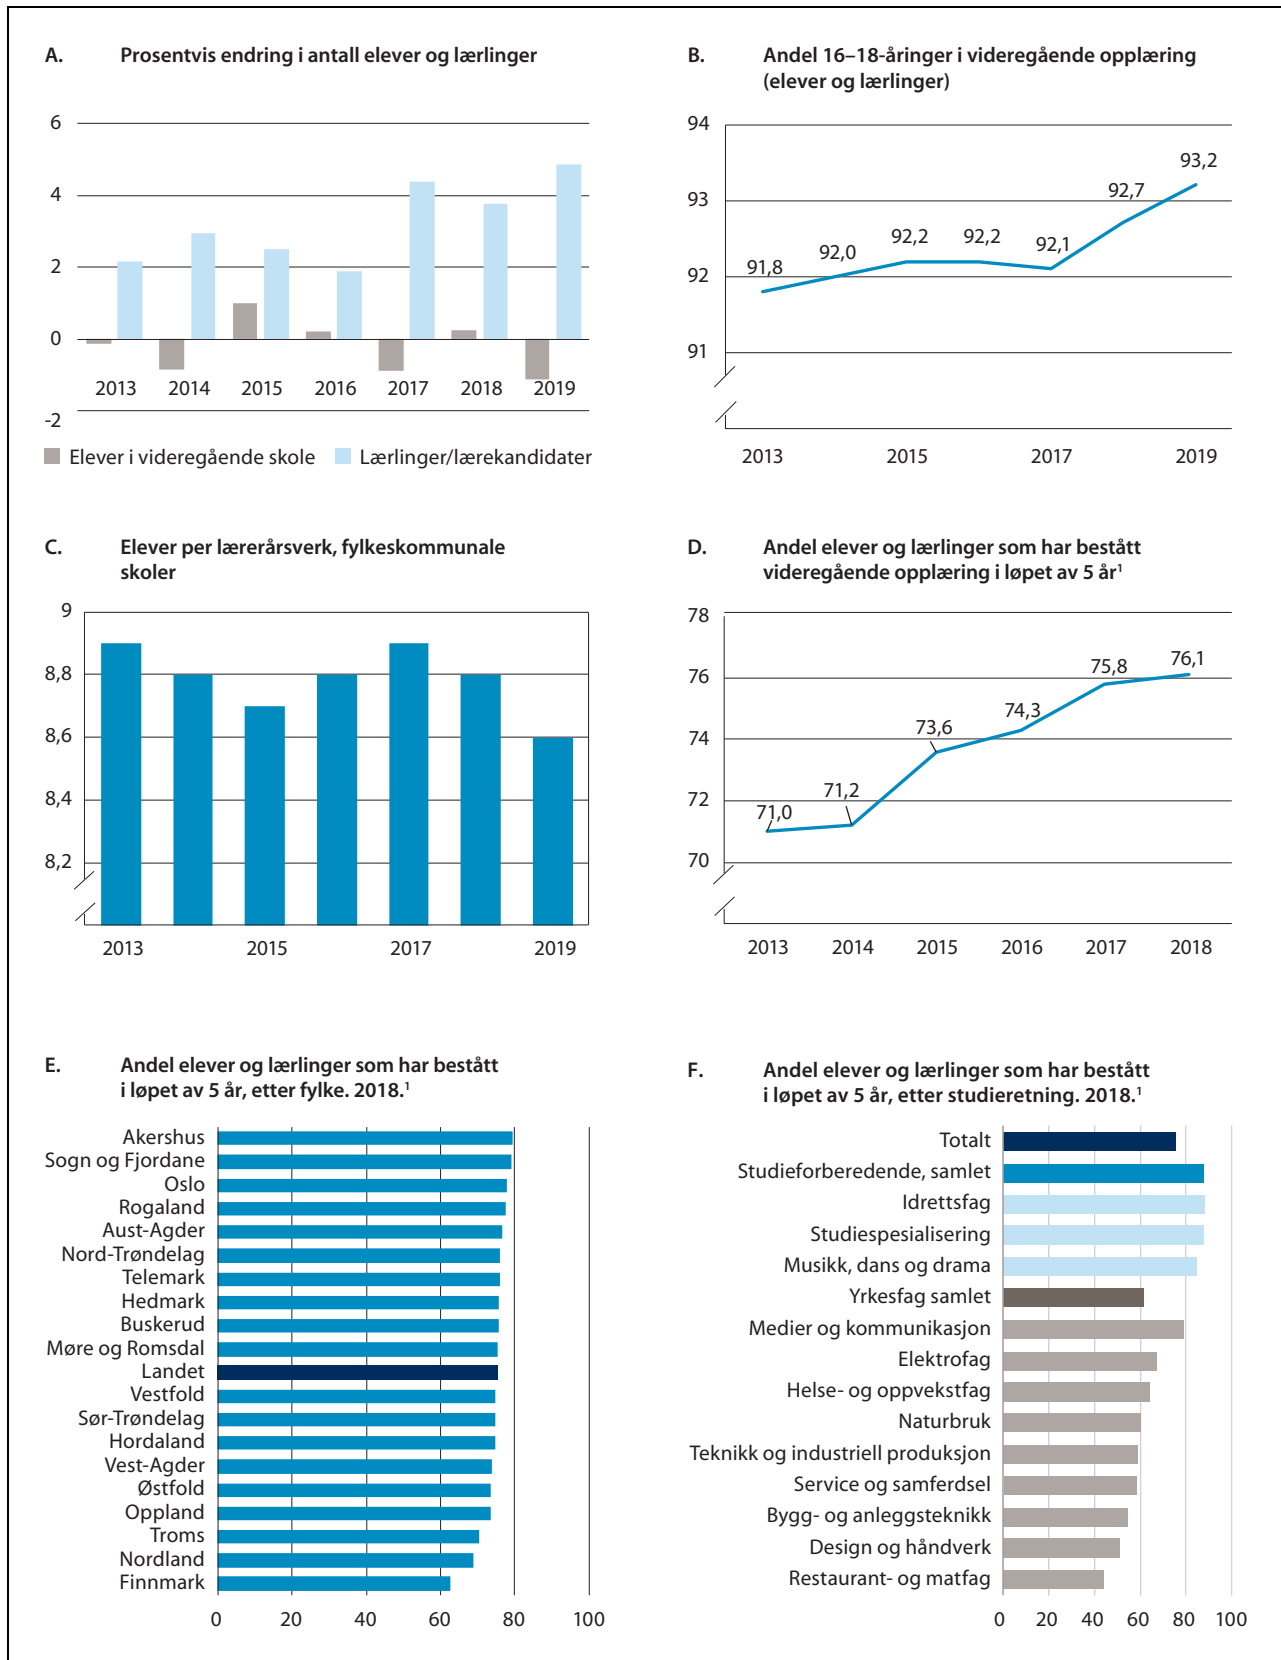 A. Prosentvis endring i antall elever og lærlinger
6
4
2
0
-2
2013 2014 2015 2016 2017 2018 2019
Elever i videregående skole Lærlinger/lærekandidater
B. Andel 16–18-åringer i videregående opplæring
(elever og lærlinger)
94
93
92
91
91,8 92,0 92,2 92,2 92,1 92,7 93,2
2013 2015 2017 2019
C. Elever per lærerårsverk, fylkeskommunale
skoler
9
8,8
8,6
8,4
8,2
2013 2015 2017 2019
D. Andel elever og lærlinger som har bestått
videregående opplæring i løpet av 5 år¹
78
76
74
72
70
71,0 71,2 73,6 74,3 75,8 76,1
2013 2014 2015 2016 2017 2018
E. Andel elever og lærlinger som har bestått
i løpet av 5 år, etter fylke. 2018.¹
Akershus
Sogn og Fjordane
Oslo
Rogaland
Aust-Agder
Nord-Trøndelag
Telemark
Hedmark
Buskerud
Møre og Romsdal
Landet
Vestfold
Sør-Trøndelag
Hordaland
Vest-Agder
Østfold
Oppland
Troms
Nordland
Finnmark
0 20 40 60 80 100
F. Andel elever og lærlinger som har bestått
i løpet av 5 år, etter studieretning. 2018.¹
Totalt
Studieforberedende, samlet
Idrettsfag
Studiespesialisering
Musikk, dans og drama
Yrkesfag samlet
Medier og kommunikasjon
Elektrofag
Helse- og oppvekstfag
Naturbruk
Teknikk og industriell produksjon
Service og samferdsel
Bygg- og anleggsteknikk
Design og håndverk
Restaurant- og matfag
0 20 40 60 80 100